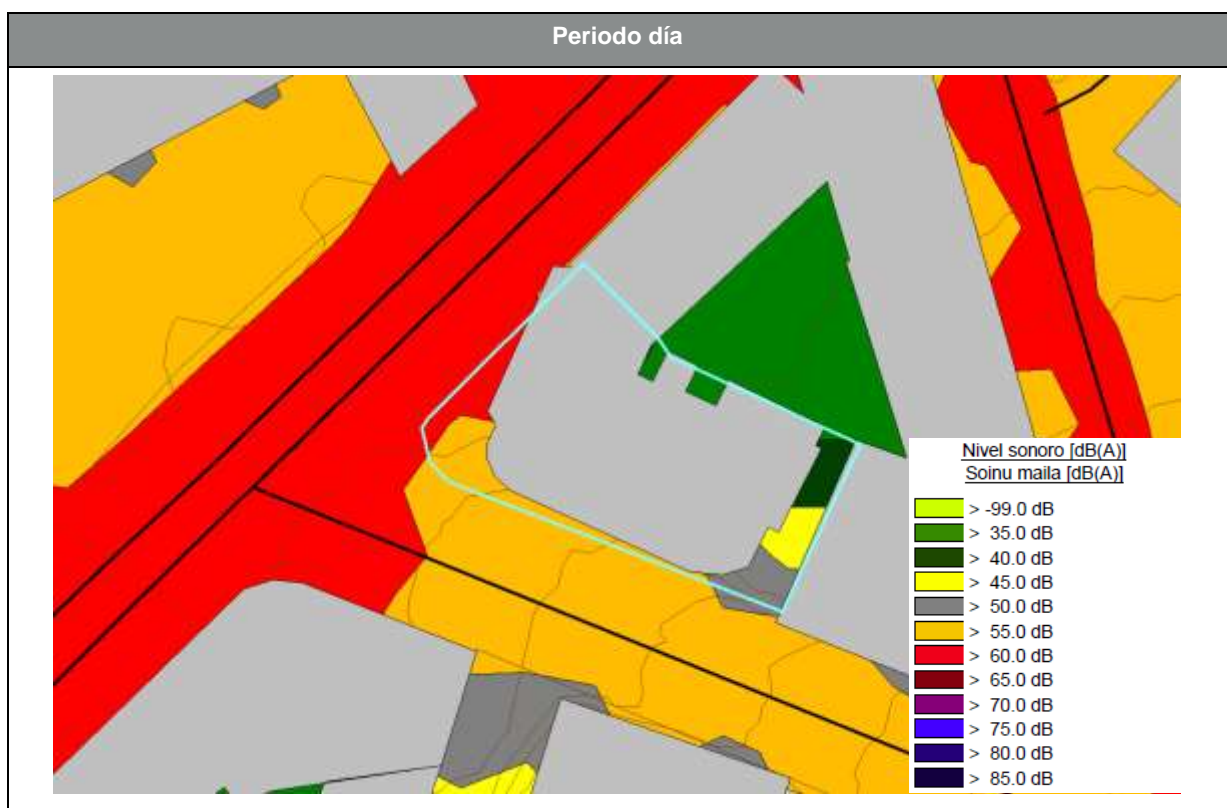 Periodo día
Nivel sonoro [dB(A)]
Soinu maila [dB(A)]
> -99.0 dB
> 35.0 dB
> 40.0 dB
> 45.0 dB
> 50.0 dB
> 55.0 dB
> 60.0 dB
> 65.0 dB
> 70.0 dB
> 75.0 dB
> 80.0 dB
> 85.0 dB